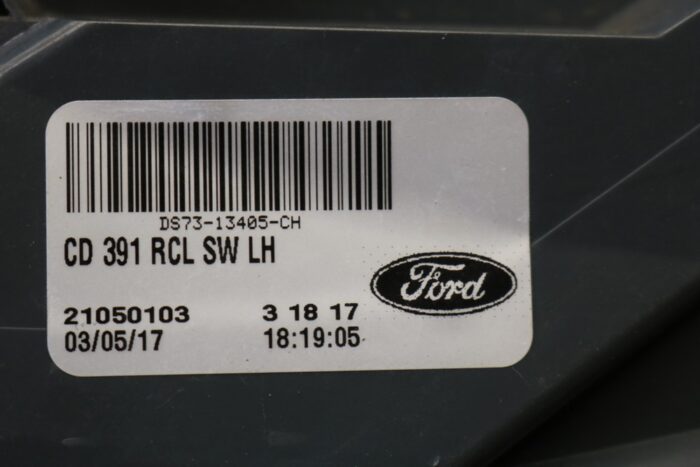 DS73-13405-CH
CD 391 RCL SW LH
Ford
21050103 3 18 17
03/05/17 18:19:05